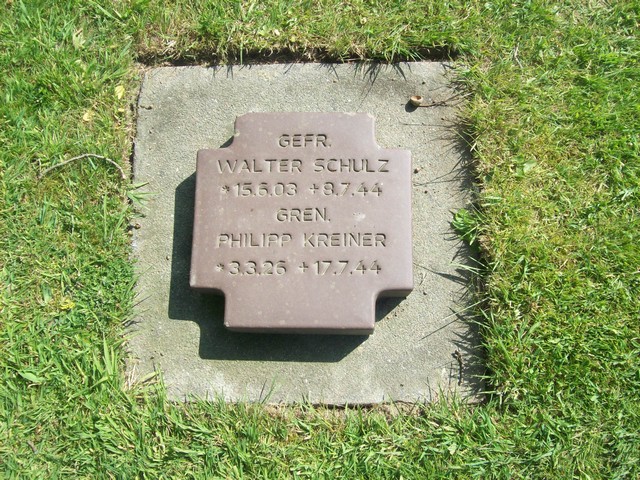 GEFR.
WALTER SCHULZ
*15.6.03 +8.7.44
GREN.
PHILIPP KREINER
*3.3.26 +17.7.44